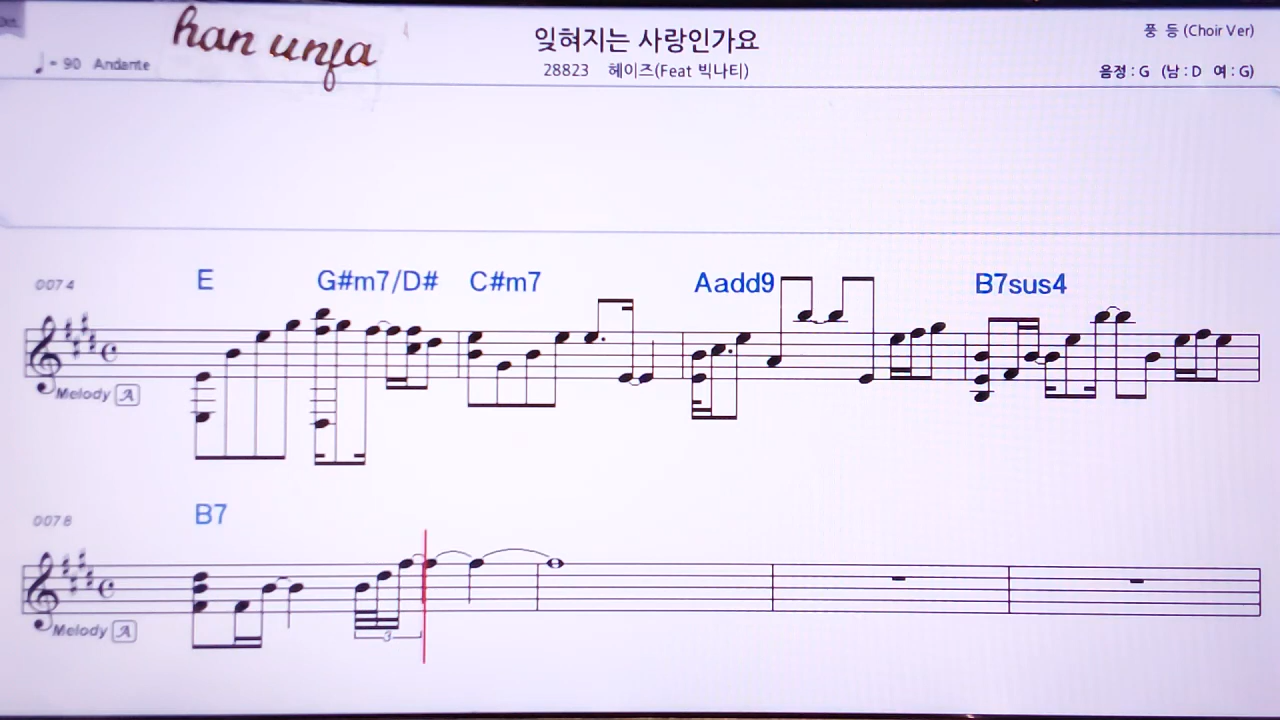 han unfa
♩ = 90 Andante
잊혀지는 사랑인가요
28823 헤이즈(Feat 빅나티)
풍 등 (Choir Ver)
음정 : G (남 : D 여 : G)
0074
E G#m7/D# C#m7 Aadd9 B7sus4
Melody A
0078
B7
Melody A
3